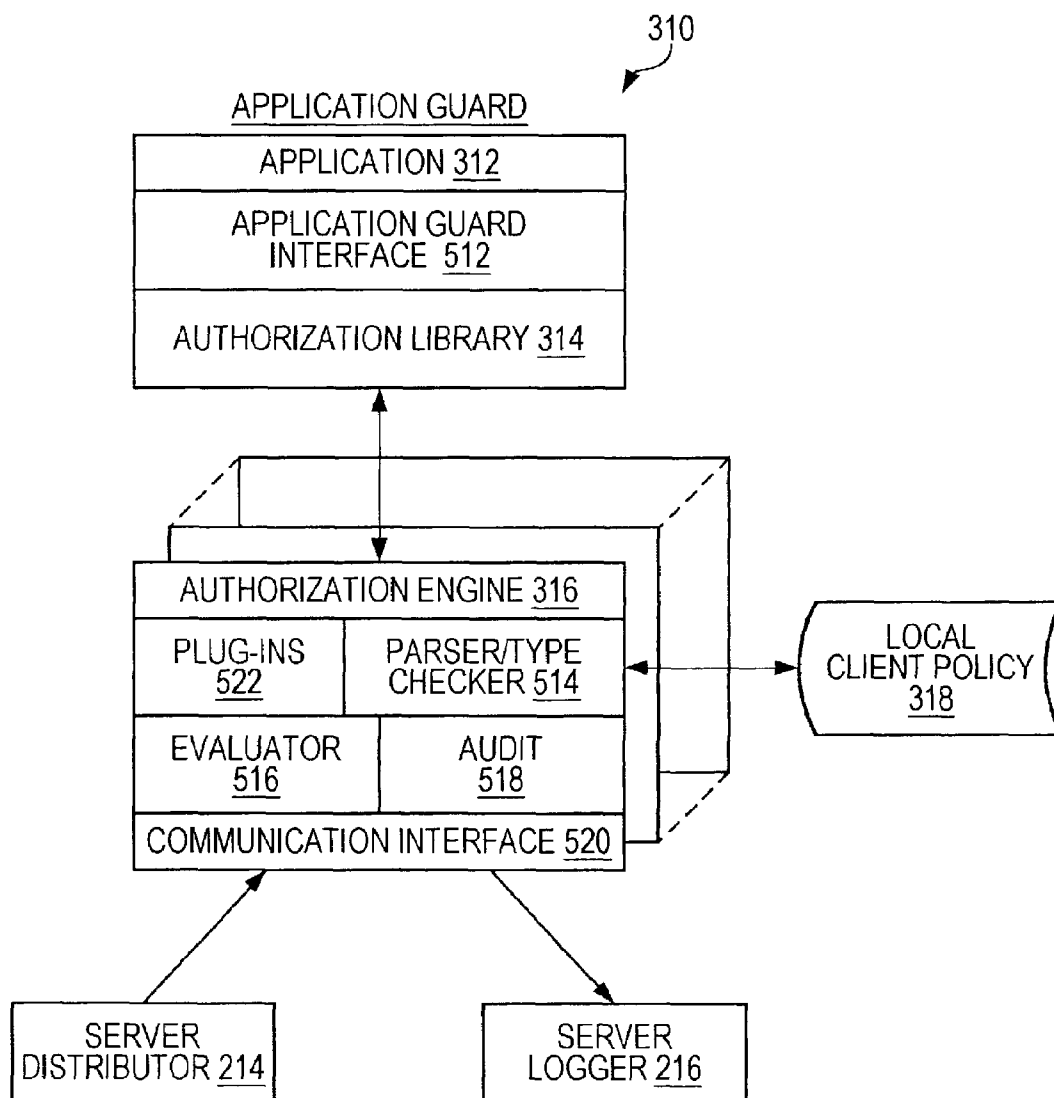 310
APPLICATION GUARD
APPLICATION 312
APPLICATION GUARD
INTERFACE 512
AUTHORIZATION LIBRARY 314
AUTHORIZATION ENGINE 316
PLUG-INS
522
PARSER/TYPE
CHECKER 514
LOCAL
CLIENT POLICY
318
EVALUATOR
516
AUDIT
518
COMMUNICATION INTERFACE 520
SERVER
DISTRIBUTOR 214
SERVER
LOGGER 216